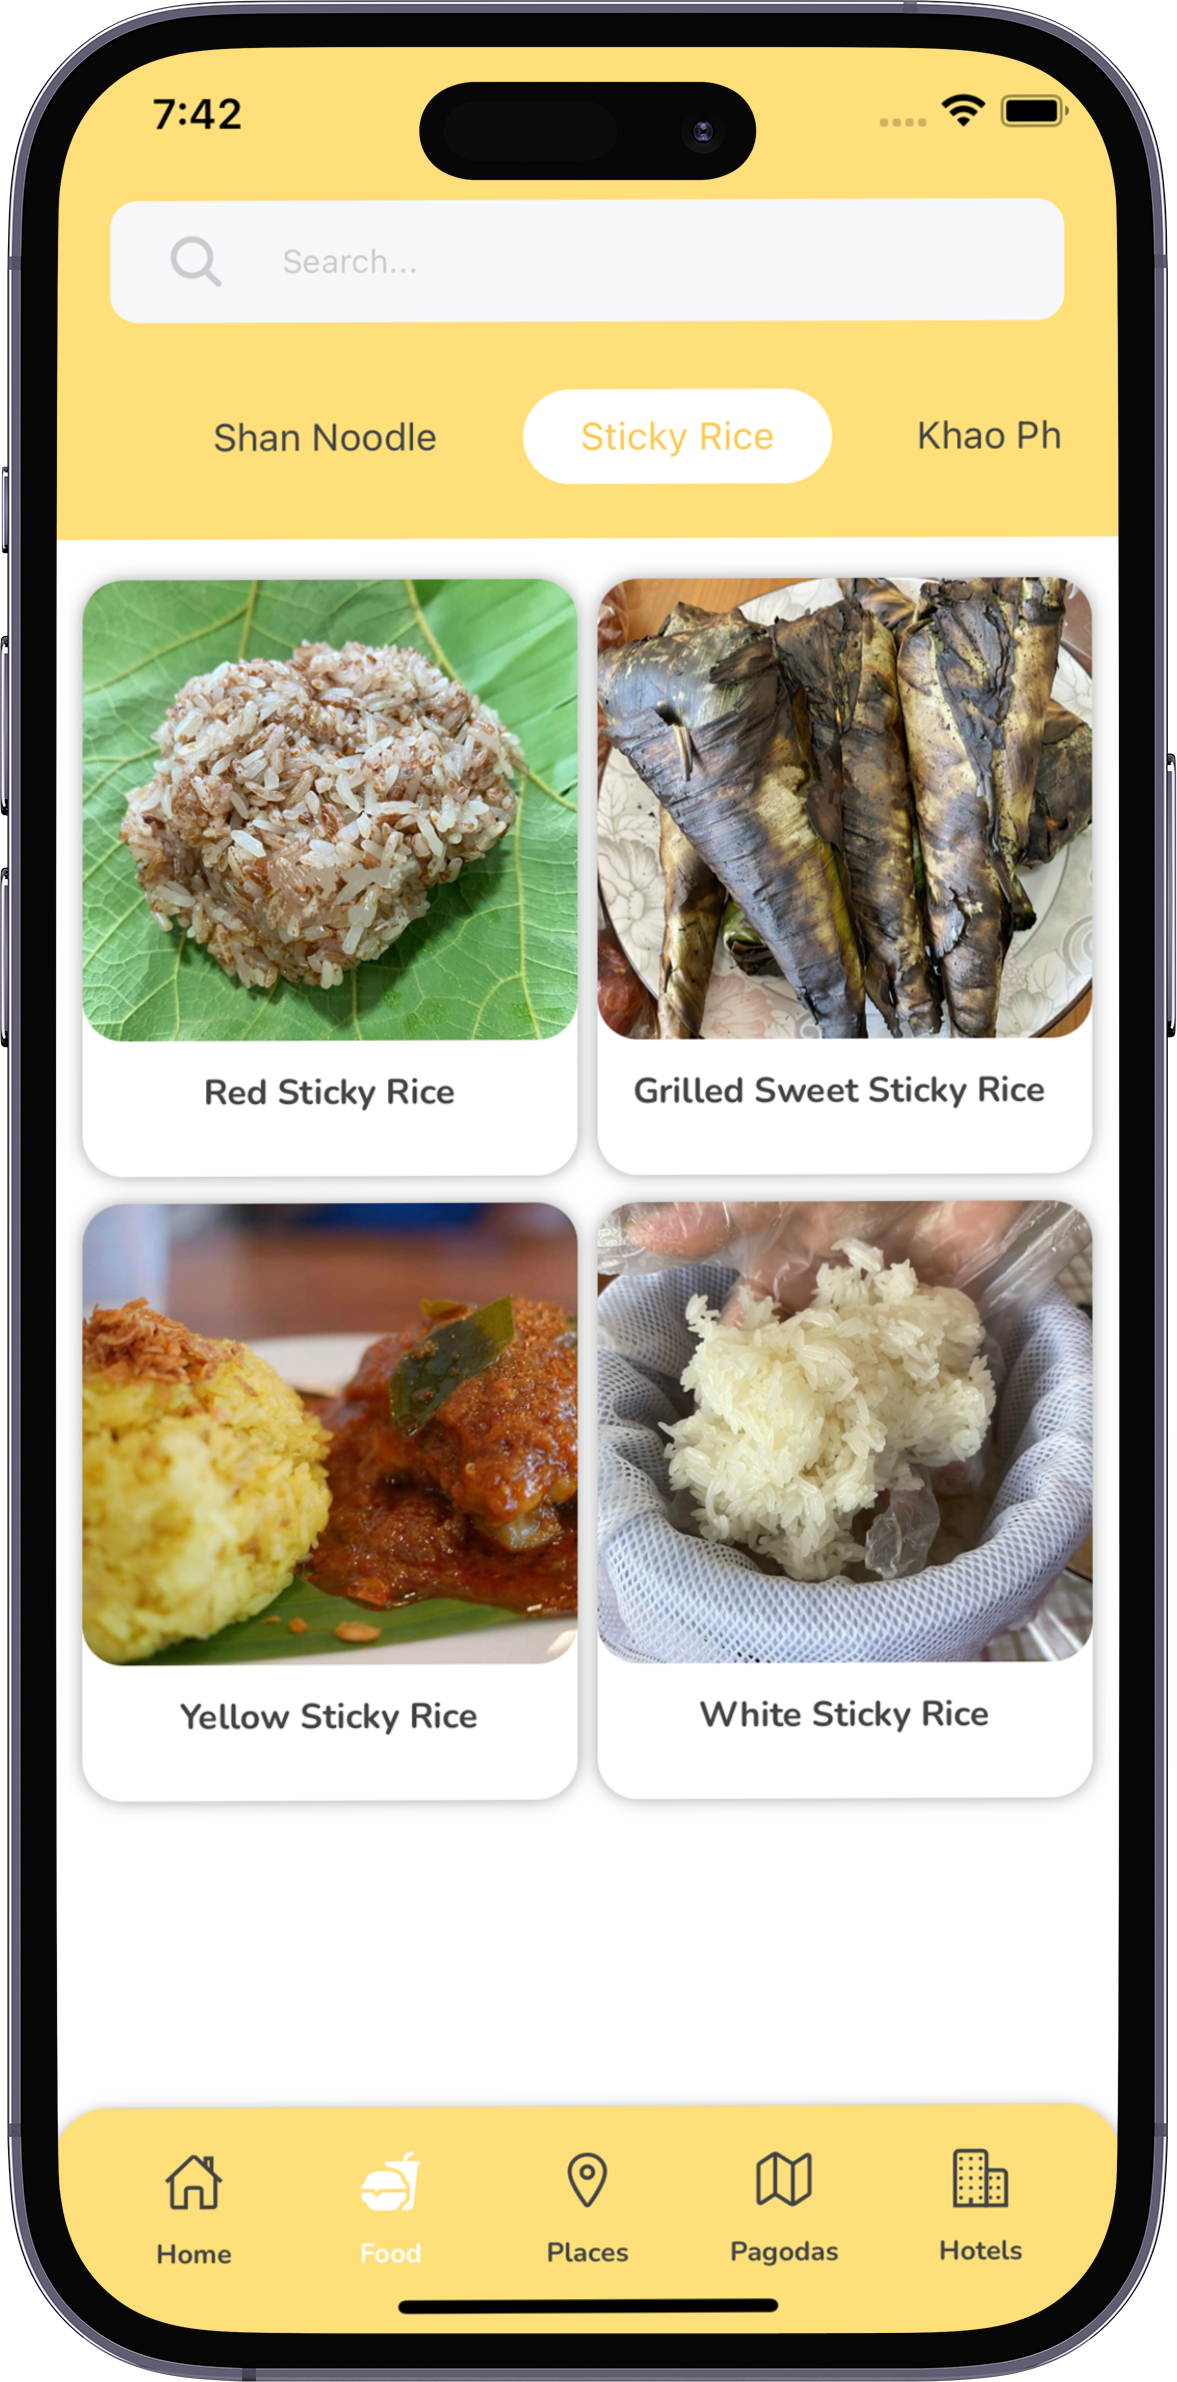 7:42
Search...
Shan Noodle Sticky Rice Khao Ph
Red Sticky Rice Grilled Sweet Sticky Rice
Yellow Sticky Rice White Sticky Rice
Home Food Places Pagodas Hotels